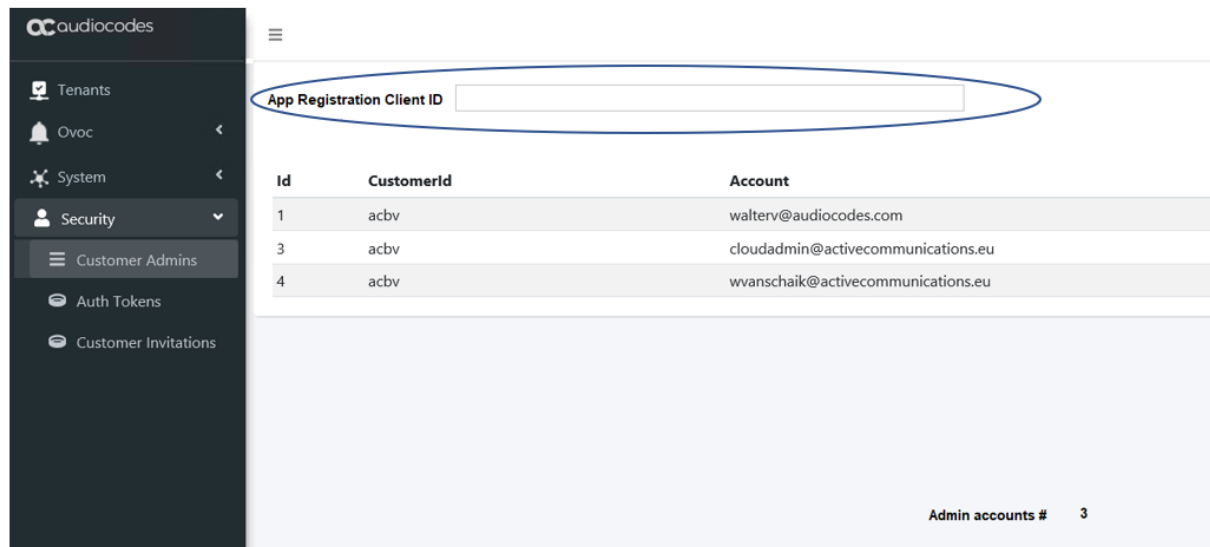 audiocodes
Tenants
Ovoc
System
Security
Customer Admins
Auth Tokens
Customer Invitations
App Registration Client ID
Id CustomerId Account
1 acbv walterv@audiocodes.com
3 acbv cloudadmin@activecommunications.eu
4 acbv wvanschaik@activecommunications.eu
Admin accounts # 3